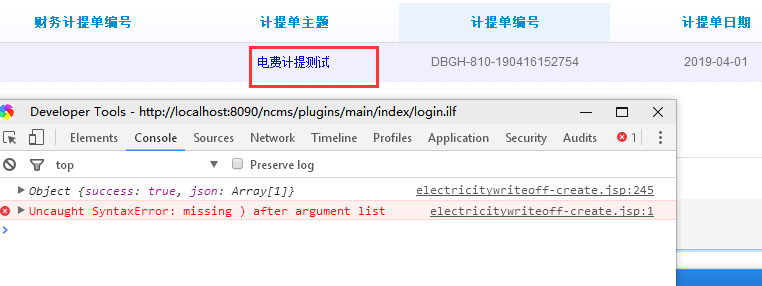 财务计提单编号 计提单主题 计提单编号 计提单日期
电费计提测试 DBGH-810-190416152754 2019-04-01
Developer Tools - http://localhost:8090/ncms/plugins/main/index/login.ilf
Elements Console Sources Network Timeline Profiles Application Security Audits 1
top Preserve log
Object {success: true, json: Array[1]} electricitywriteoff-create.jsp:245
Uncaught SyntaxError: missing ) after argument list electricitywriteoff-create.jsp:1